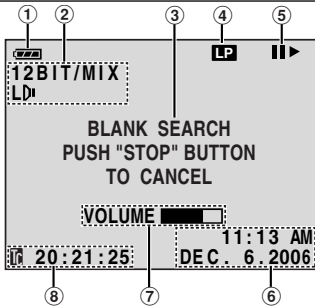 ① ② ③ ④ ⑤
LP
12BIT/MIX
L
BLANK SEARCH
PUSH "STOP" BUTTON
TO CANCEL
VOLUME
11:13 AM
20:21:25 DEC. 6.2006
⑧ ⑦ ⑥